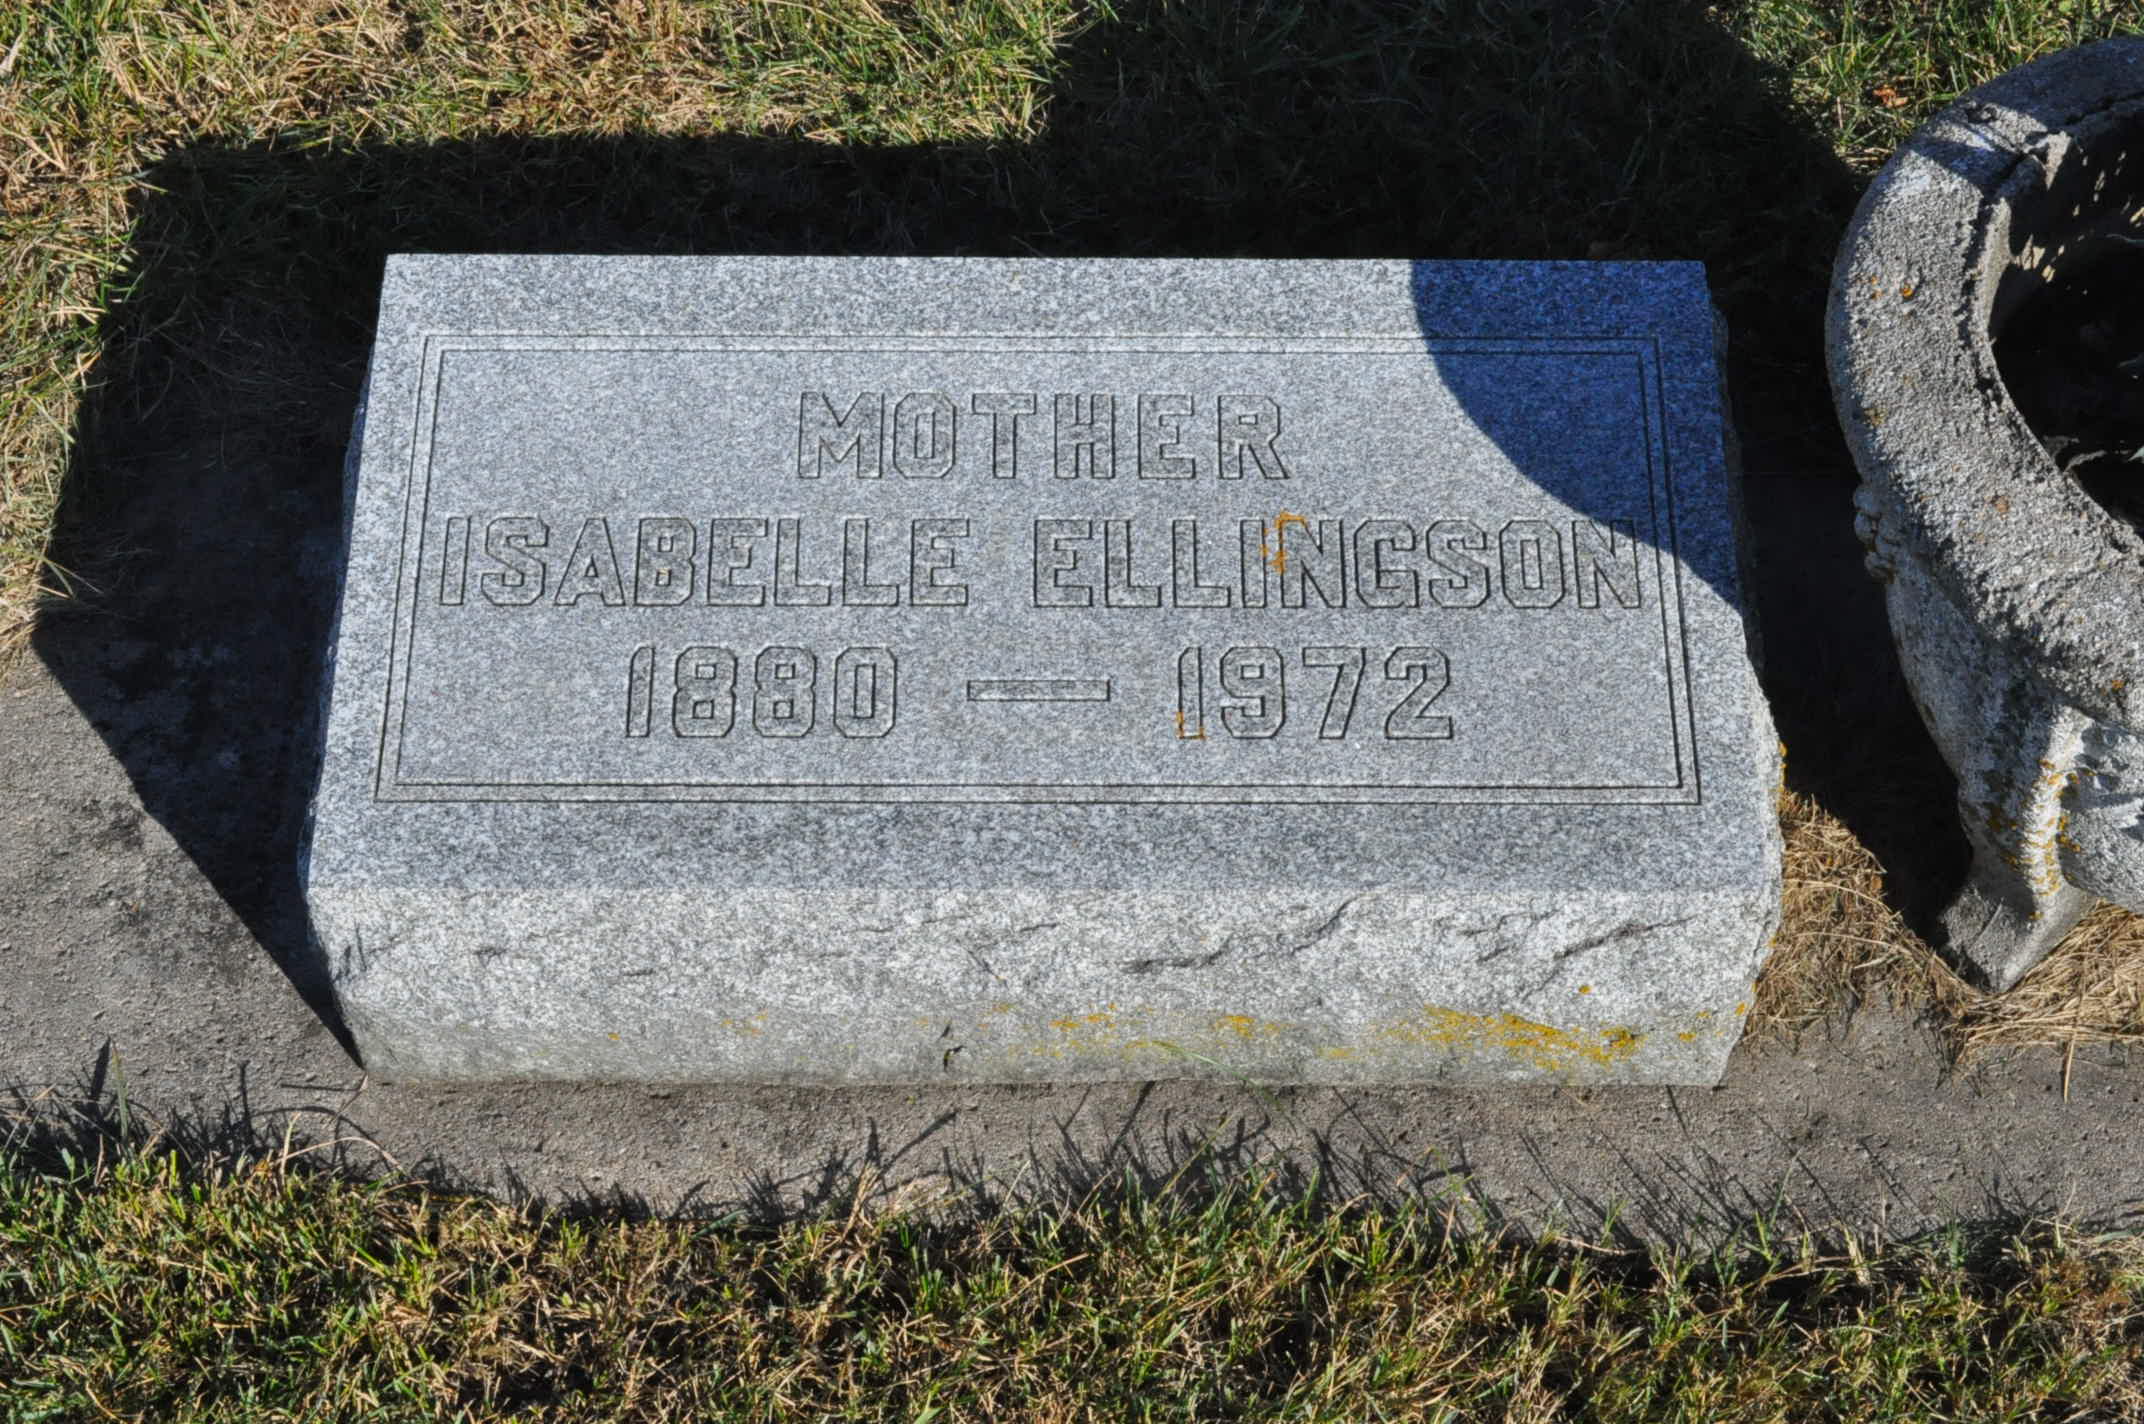 MOTHER
ISABELLE ELLINGSON
1880 — 1972